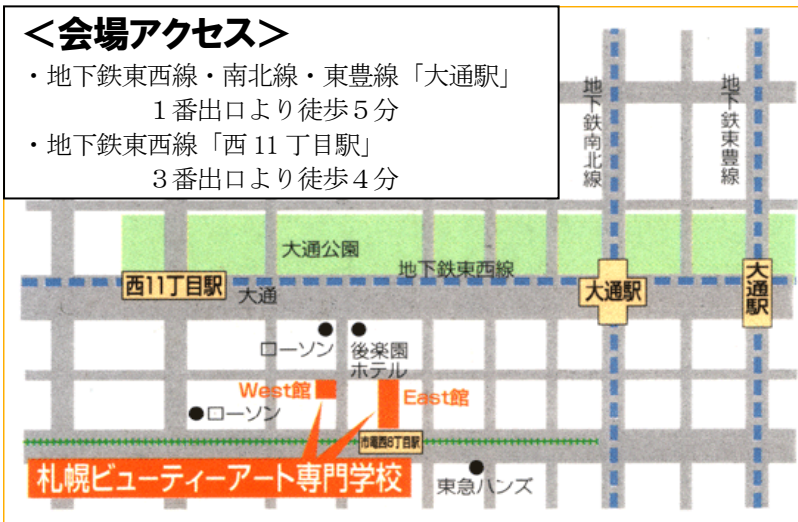 ＜会場アクセス＞
・地下鉄東西線・南北線・東豊線「大通駅」
１番出口より徒歩５分
・地下鉄東西線「西 11 丁目駅」
３番出口より徒歩４分
地下鉄南北線
地下鉄東豊線
大通公園
地下鉄東西線
西11丁目駅
大通
大通駅
大通駅
ローソン
後楽園
ホテル
West館
East館
ローソン
市電西8丁目駅
札幌ビューティーアート専門学校
東急ハンズ